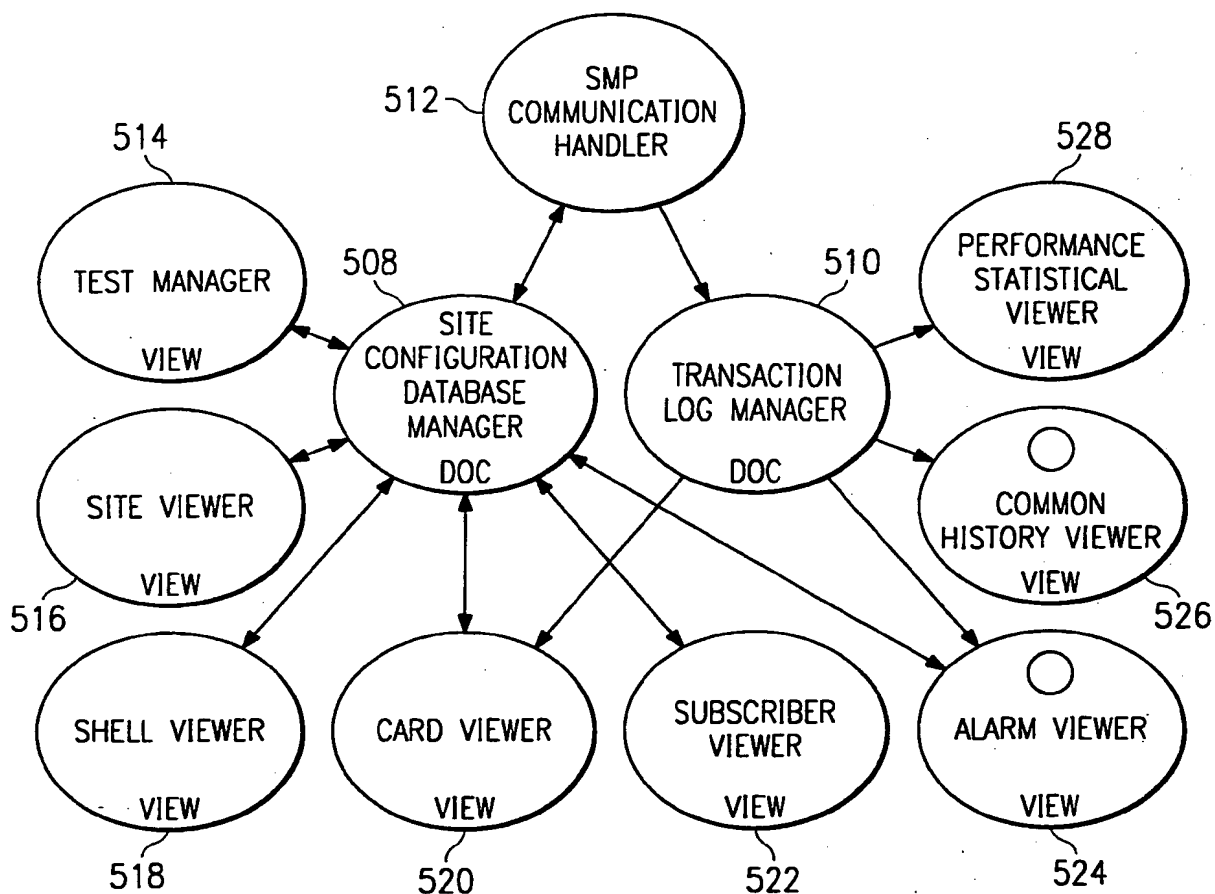 512
SMP
COMMUNICATION
HANDLER
514
TEST MANAGER
VIEW
508
SITE
CONFIGURATION
DATABASE
MANAGER
DOC
510
TRANSACTION
LOG MANAGER
DOC
528
PERFORMANCE
STATISTICAL
VIEWER
VIEW
SITE VIEWER
VIEW
516
COMMON
HISTORY VIEWER
VIEW
526
SHELL VIEWER
VIEW
518
CARD VIEWER
VIEW
520
SUBSCRIBER
VIEWER
VIEW
522
ALARM VIEWER
VIEW
524